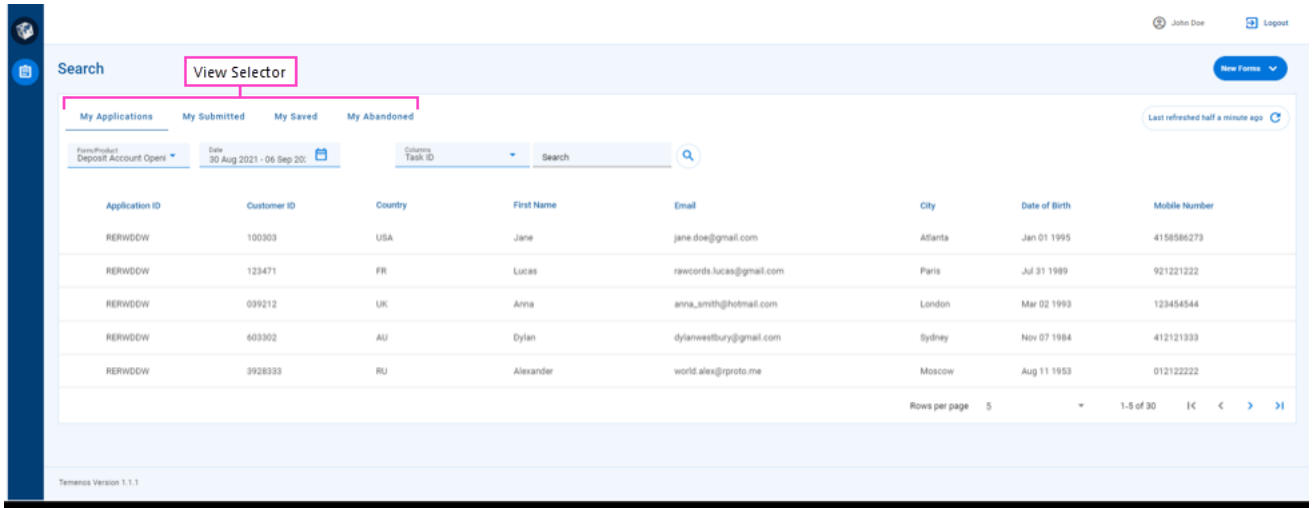 John Doe Logout
Search View Selector New Forms
My Applications My Submitted My Saved My Abandoned Last refreshed half a minute ago
Form/Product Date Columns
Deposit Account Openi 30 Aug 2021 - 06 Sep 202 Task ID Search
Application ID Customer ID Country First Name Email City Date of Birth Mobile Number
RERWDDW 100303 USA Jane jane.doe@gmail.com Atlanta Jan 01 1995 4158586273
RERWDDW 123471 FR Lucas rawcords.lucas@gmail.com Paris Jul 31 1989 921221222
RERWDDW 039212 UK Anna anna_smith@hotmail.com London Mar 02 1993 123454544
RERWDDW 603302 AU Dylan dylanwestbury@gmail.com Sydney Nov 07 1984 412121333
RERWDDW 3928333 RU Alexander world.alex@rproto.me Moscow Aug 11 1953 012122222
Rows per page 5 1-5 of 30
Temenos Version 1.1.1